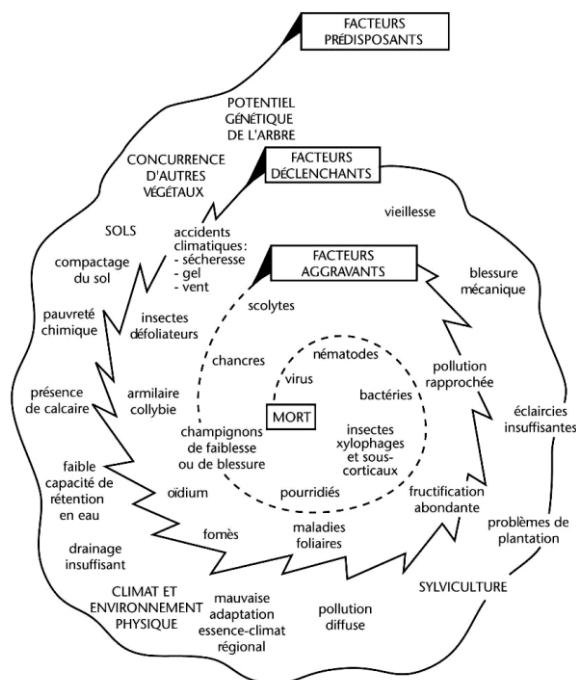 FACTEURS
PRÉDISPOSANTS
POTENTIEL
GÉNÉTIQUE
DE L'ARBRE
CONCURRENCE
D'AUTRES
VÉGÉTAUX
FACTEURS
DÉCLENCHANTS
vieillesse
SOLS
accidents
climatiques :
- sécheresse
- gel
- vent
FACTEURS
AGGRAVANTS
compactage
du sol
blessure
mécanique
scolytes
pauvreté
chimique
insectes
défoliateurs
nématodes
chancres
virus
pollution
rapprochée
bactéries
présence
de calcaire
armilaire
collybie
MORT
éclaircies
insuffisantes
champignons
de faiblesse
ou de blessure
insectes
xylophages
et sous-
corticaux
faible
capacité de
rétention
en eau
oïdium
pourridiés
fructification
abondante
problèmes de
plantation
fomès
maladies
foliaires
drainage
insuffisant
CLIMAT ET
ENVIRONNEMENT
PHYSIQUE
mauvaise
adaptation
essence-climat
régional
pollution
diffuse
SYLVICULTURE